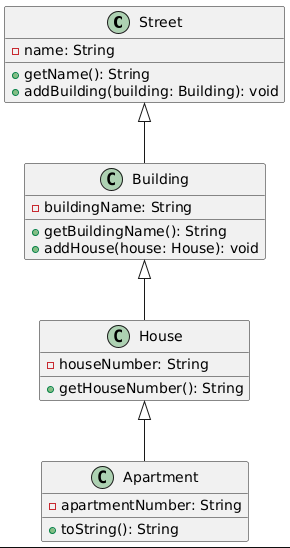 C Street
name: String
getName(): String
addBuilding(building: Building): void
C Building
buildingName: String
getBuildingName(): String
addHouse(house: House): void
C House
houseNumber: String
getHouseNumber(): String
C Apartment
apartmentNumber: String
toString(): String